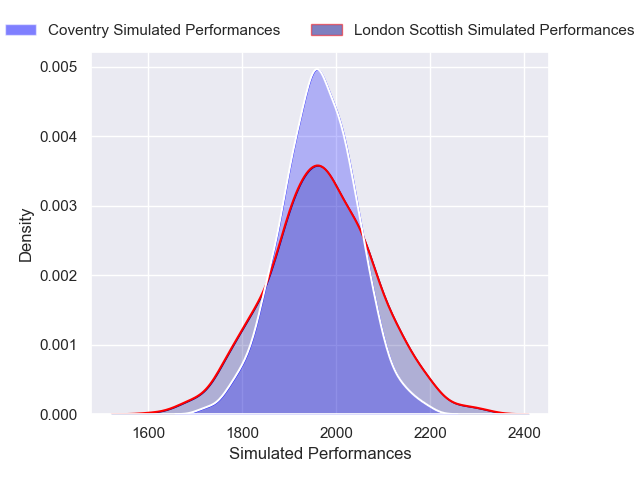 Coventry Simulated Performances
London Scottish Simulated Performances
0.005
0.004
0.003
0.002
0.001
0.000
Density
1600 1800 2000 2200 2400
Simulated Performances